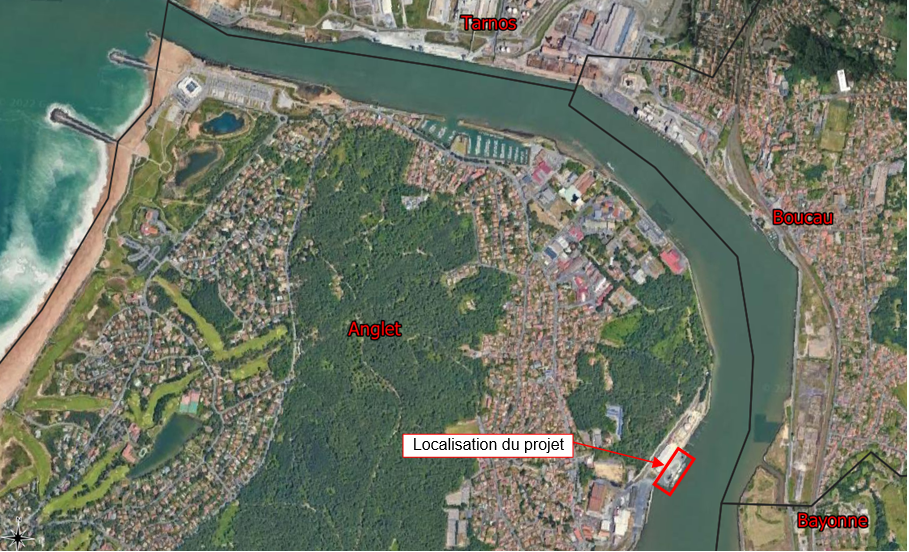 Tarnos
Boucau
Anglet
Localisation du projet
Bayonne